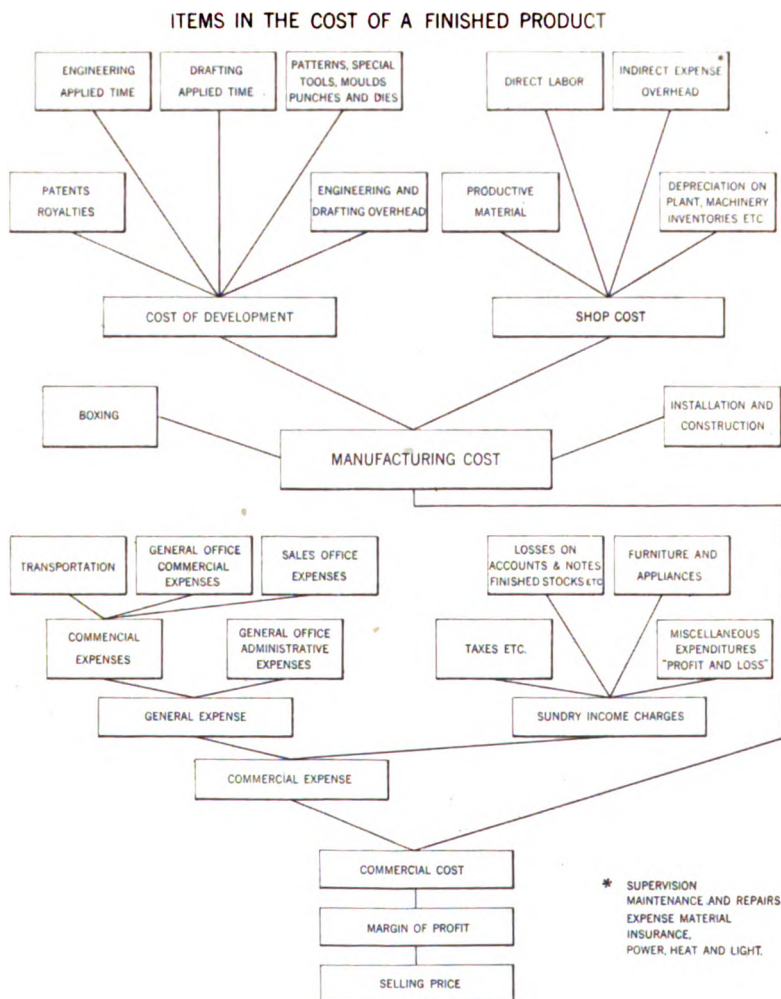 ITEMS IN THE COST OF A FINISHED PRODUCT
ENGINEERING
APPLIED TIME
DRAFTING
APPLIED TIME
PATTERNS, SPECIAL
TOOLS, MOULDS
PUNCHES AND DIES
DIRECT LABOR
*
INDIRECT EXPENSE
OVERHEAD
PATENTS
ROYALTIES
ENGINEERING AND
DRAFTING OVERHEAD
PRODUCTIVE
MATERIAL
DEPRECIATION ON
PLANT, MACHINERY
INVENTORIES ETC
COST OF DEVELOPMENT
SHOP COST
BOXING
INSTALLATION AND
CONSTRUCTION
MANUFACTURING COST
TRANSPORTATION
GENERAL OFFICE
COMMERCIAL
EXPENSES
SALES OFFICE
EXPENSES
LOSSES ON
ACCOUNTS & NOTES
FINISHED STOCKS ETC
FURNITURE AND
APPLIANCES
COMMENCIAL
EXPENSES
GENERAL OFFICE
ADMINISTRATIVE
EXPENSES
TAXES ETC.
MISCELLANEOUS
EXPENDITURES
"PROFIT AND LOSS"
GENERAL EXPENSE
SUNDRY INCOME CHARGES
COMMERCIAL EXPENSE
COMMERCIAL COST
MARGIN OF PROFIT
SELLING PRICE
* SUPERVISION
MAINTENANCE AND REPAIRS
EXPENSE MATERIAL
INSURANCE,
POWER, HEAT AND LIGHT.